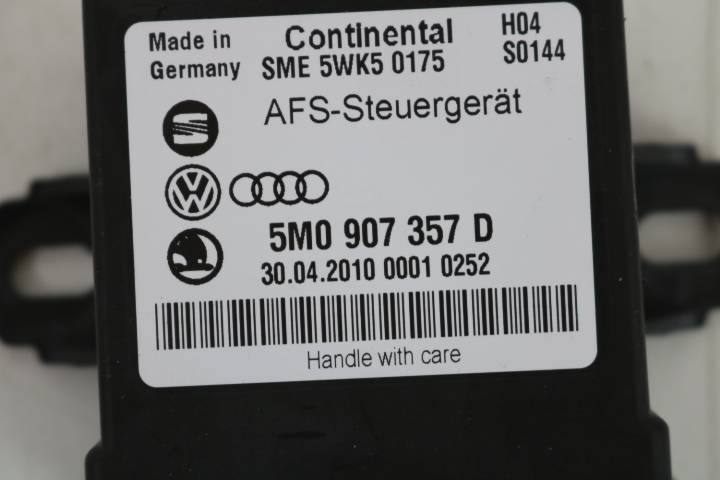 Made in Germany
Continental
SME 5WK5 0175
H04
S0144
AFS-Steuergerät
5M0 907 357 D
30.04.2010 0001 0252
Handle with care